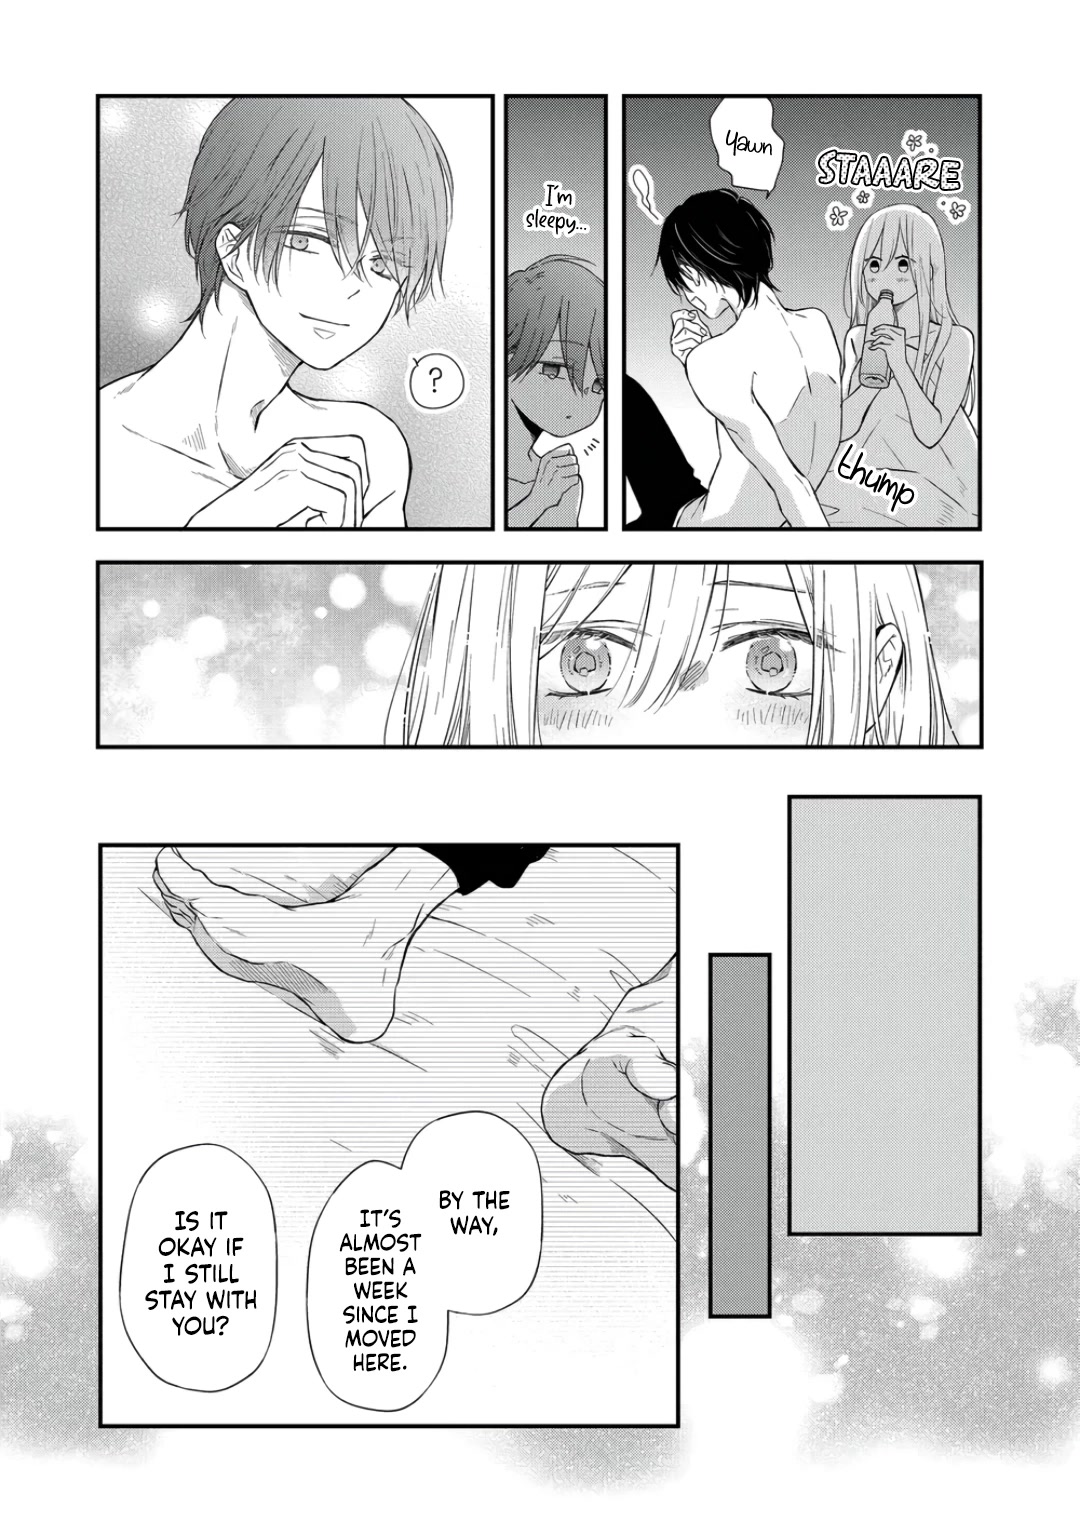 Yawn
STAAARE
thump
I'm
sleepy...
?
BY THE
WAY,
IT'S
ALMOST
BEEN A
WEEK
SINCE I
MOVED
HERE.
IS IT
OKAY IF
I STILL
STAY WITH
YOU?